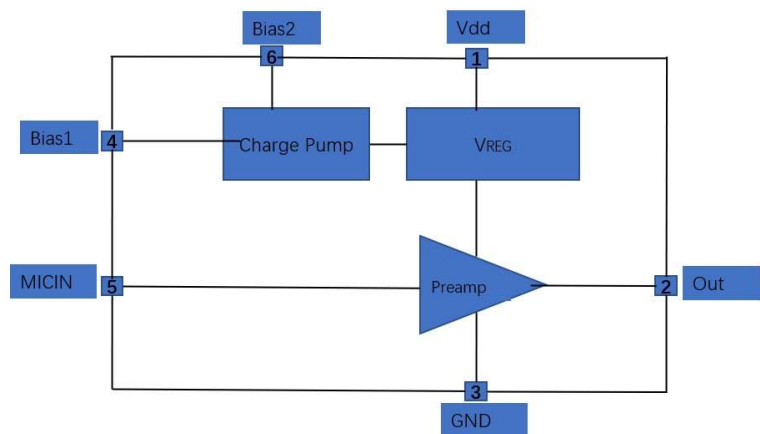 Bias2
Vdd
6
1
Bias1
4
Charge Pump
VREG
MICIN
5
Preamp
2
Out
3
GND